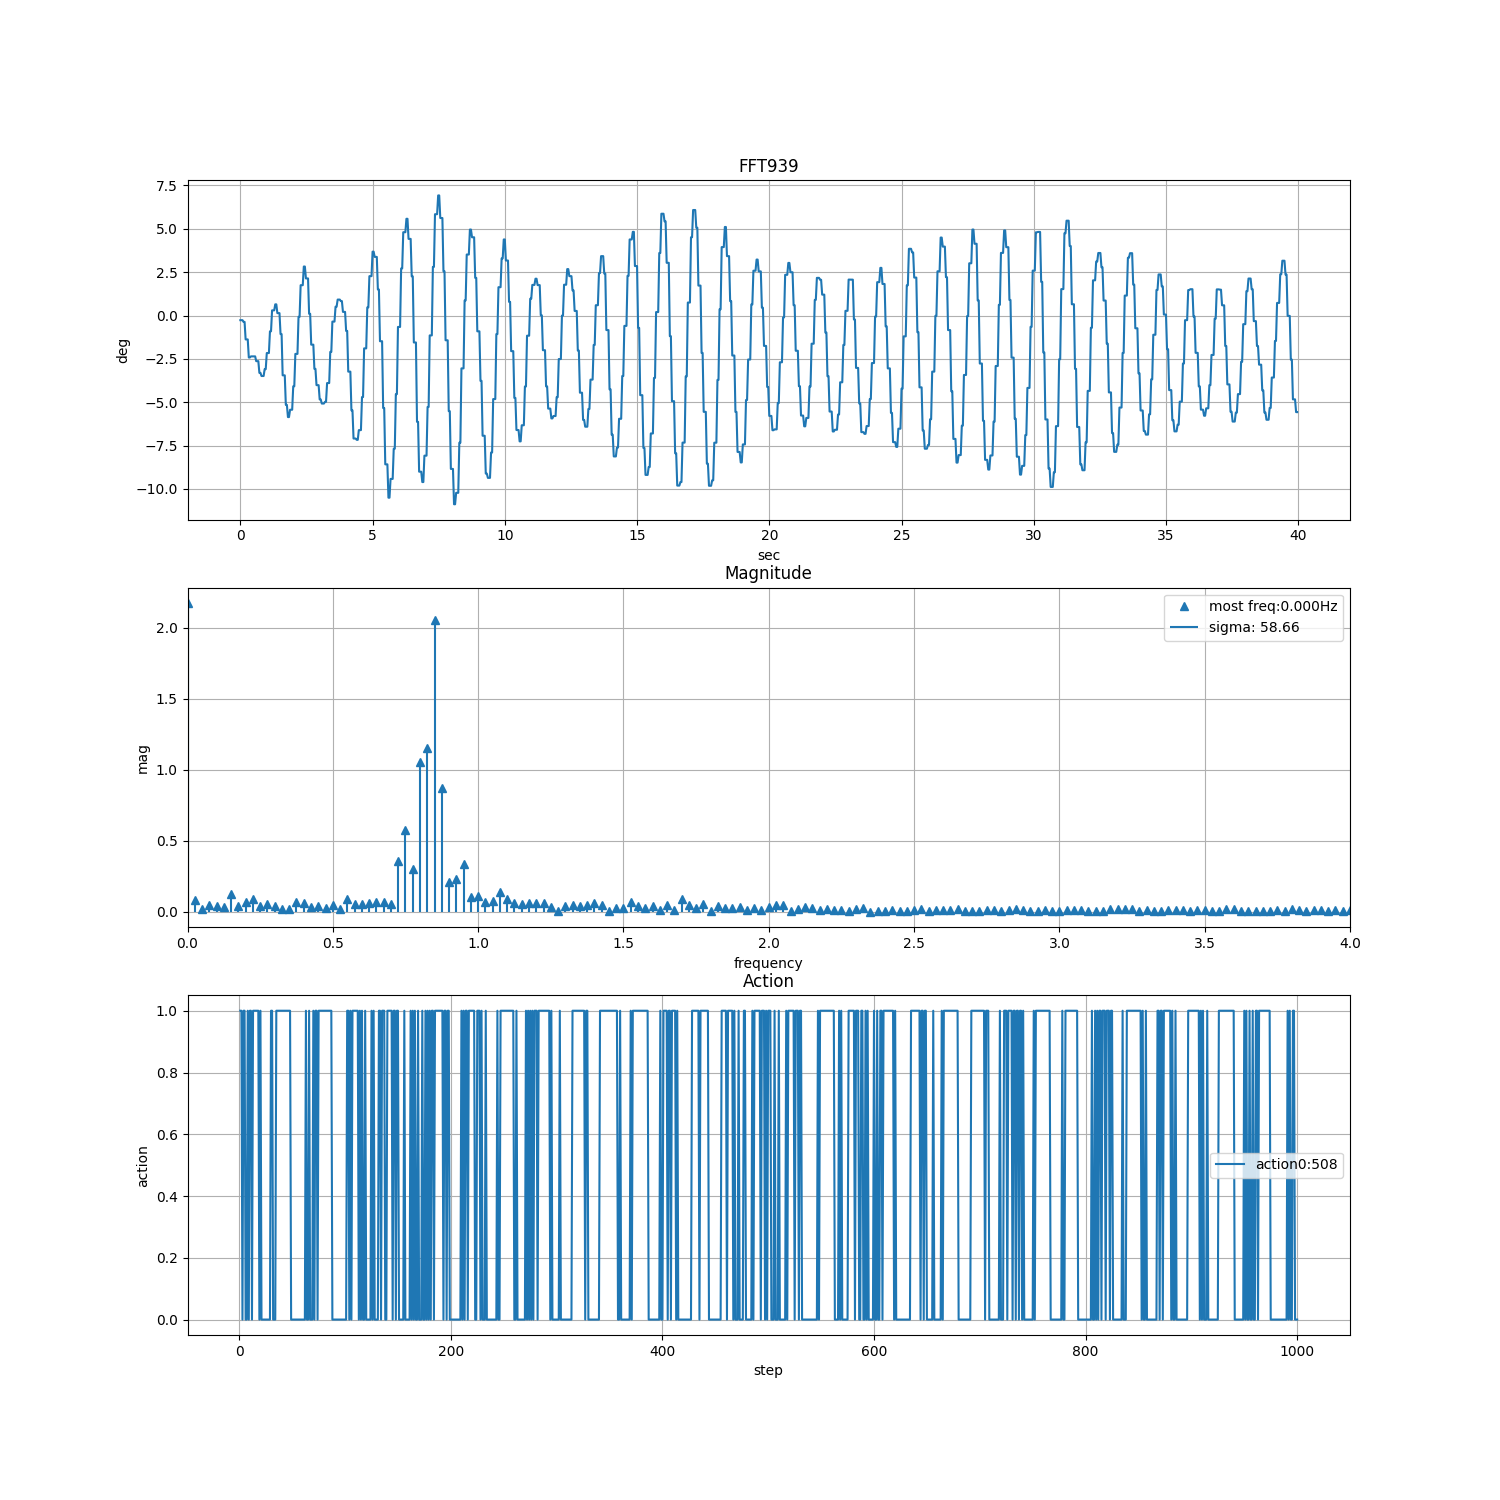 FFT939
7.5
5.0
2.5
0.0
−2.5
−5.0
−7.5
−10.0
deg
0 5 10 15 20 25 30 35 40
sec
Magnitude
most freq:0.000Hz
sigma: 58.66
2.0
1.5
1.0
0.5
0.0
mag
0.0 0.5 1.0 1.5 2.0 2.5 3.0 3.5 4.0
frequency
Action
1.0
0.8
0.6
0.4
0.2
0.0
action
action0:508
0 200 400 600 800 1000
step